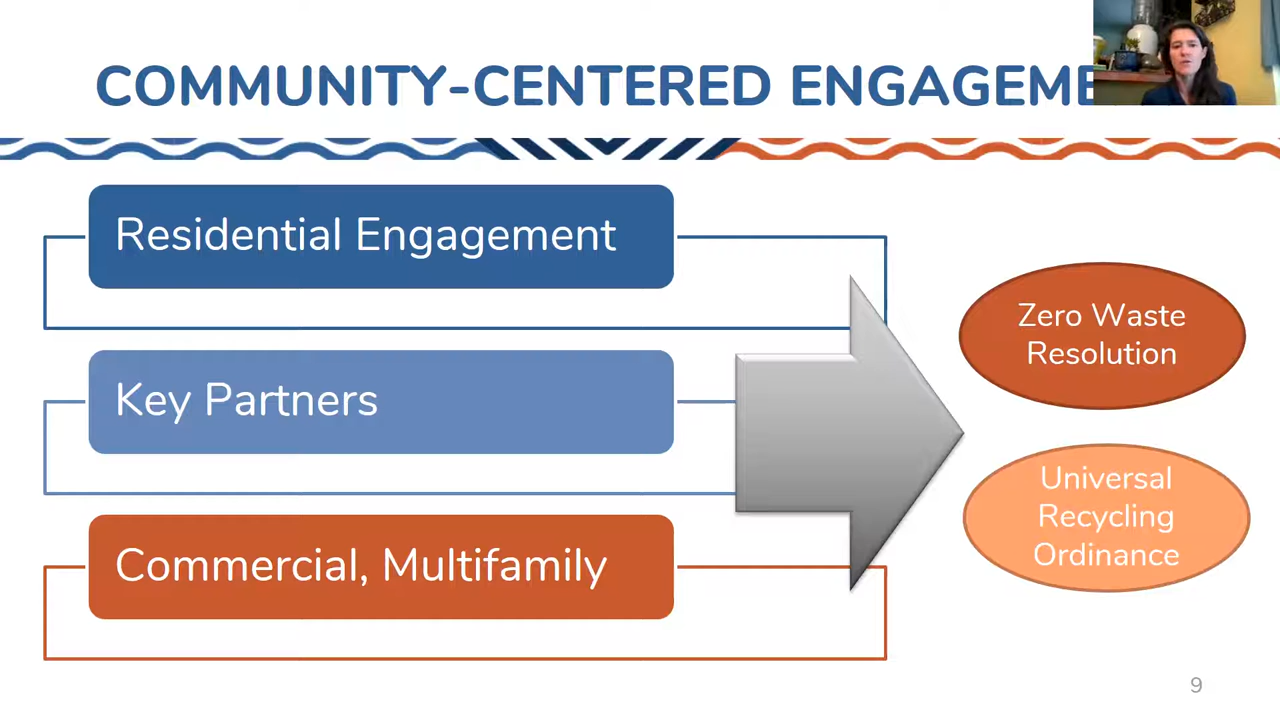 COMMUNITY-CENTERED ENGAGEME
Residential Engagement
Key Partners
Commercial, Multifamily
Zero Waste
Resolution
Universal
Recycling
Ordinance
9